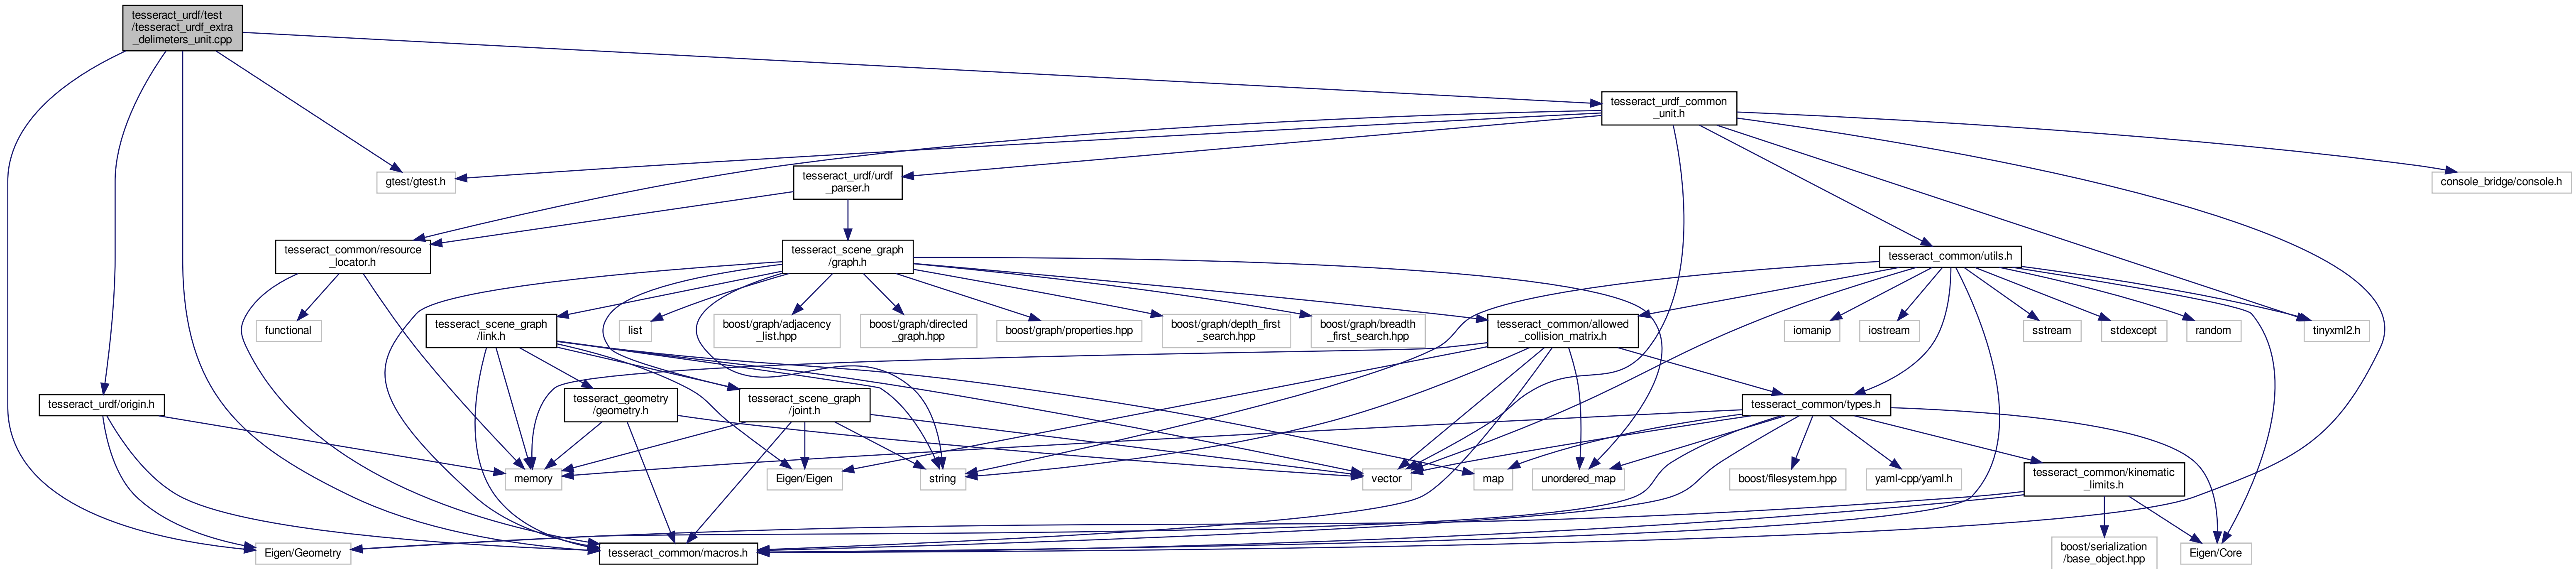 tesseract_urdf/test
/tesseract_urdf_extra
_delimeters_unit.cpp
tesseract_urdf_common
_unit.h
gtest/gtest.h
tesseract_urdf/urdf
_parser.h
console_bridge/console.h
tesseract_common/resource
_locator.h
tesseract_scene_graph
/graph.h
tesseract_common/utils.h
functional
tesseract_scene_graph
/link.h
list
boost/graph/adjacency
_list.hpp
boost/graph/directed
_graph.hpp
boost/graph/properties.hpp
boost/graph/depth_first
_search.hpp
boost/graph/breadth
_first_search.hpp
tesseract_common/allowed
_collision_matrix.h
iomanip
iostream
sstream
stdexcept
random
tinyxml2.h
tesseract_urdf/origin.h
tesseract_geometry
/geometry.h
tesseract_scene_graph
/joint.h
tesseract_common/types.h
memory
Eigen/Eigen
string
vector
map
unordered_map
boost/filesystem.hpp
yaml-cpp/yaml.h
tesseract_common/kinematic
_limits.h
Eigen/Geometry
tesseract_common/macros.h
boost/serialization
/base_object.hpp
Eigen/Core